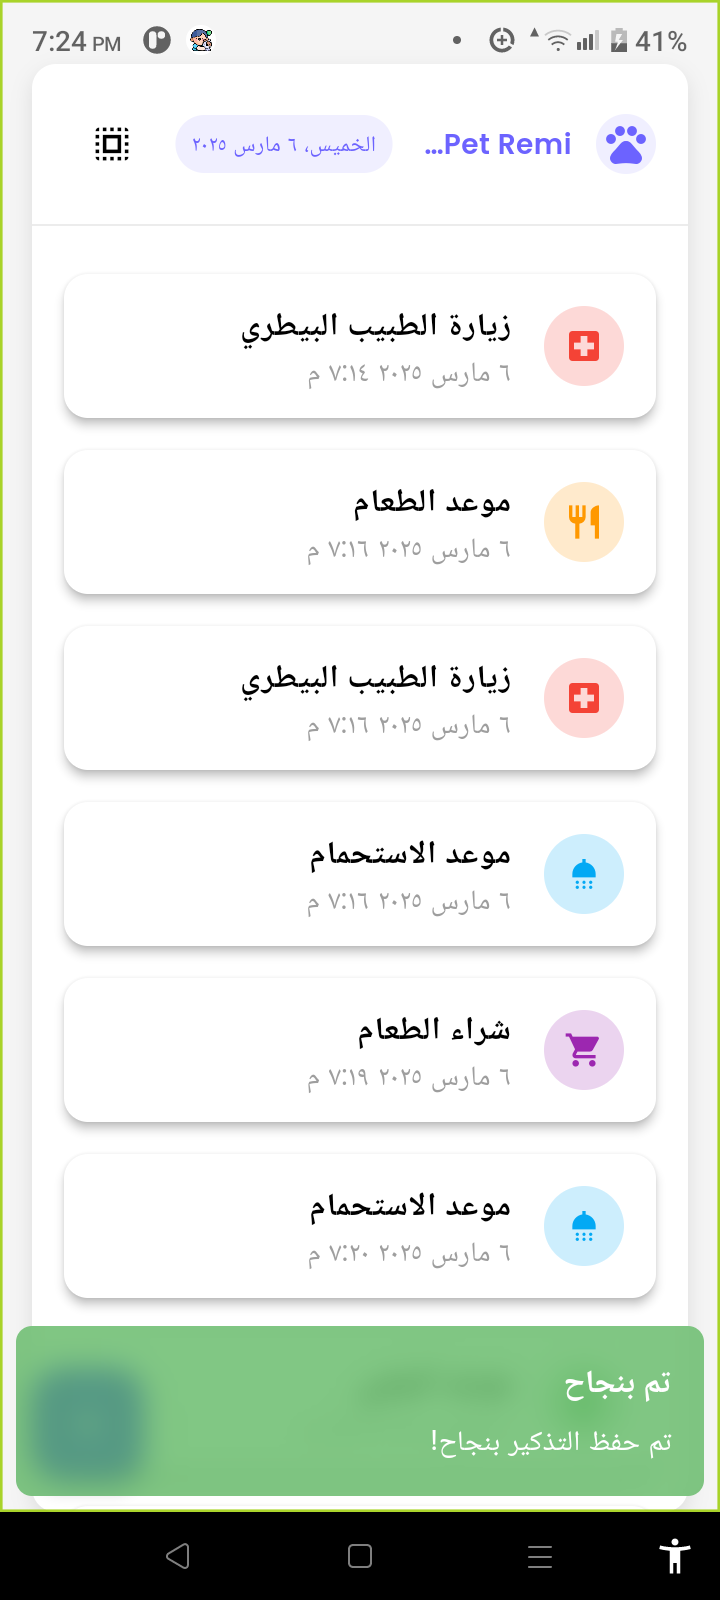 7:24 PM
41%
Pet Remi...
الخميس، ٦ مارس ٢٠٢٥
زيارة الطبيب البيطري
٦ مارس ٢٠٢٥ ٧:١٤ م
موعد الطعام
٦ مارس ٢٠٢٥ ٧:١٦ م
زيارة الطبيب البيطري
٦ مارس ٢٠٢٥ ٧:١٦ م
موعد الاستحمام
٦ مارس ٢٠٢٥ ٧:١٦ م
شراء الطعام
٦ مارس ٢٠٢٥ ٧:١٩ م
موعد الاستحمام
٦ مارس ٢٠٢٥ ٧:٢٠ م
تم بنجاح
تم حفظ التذكير بنجاح!